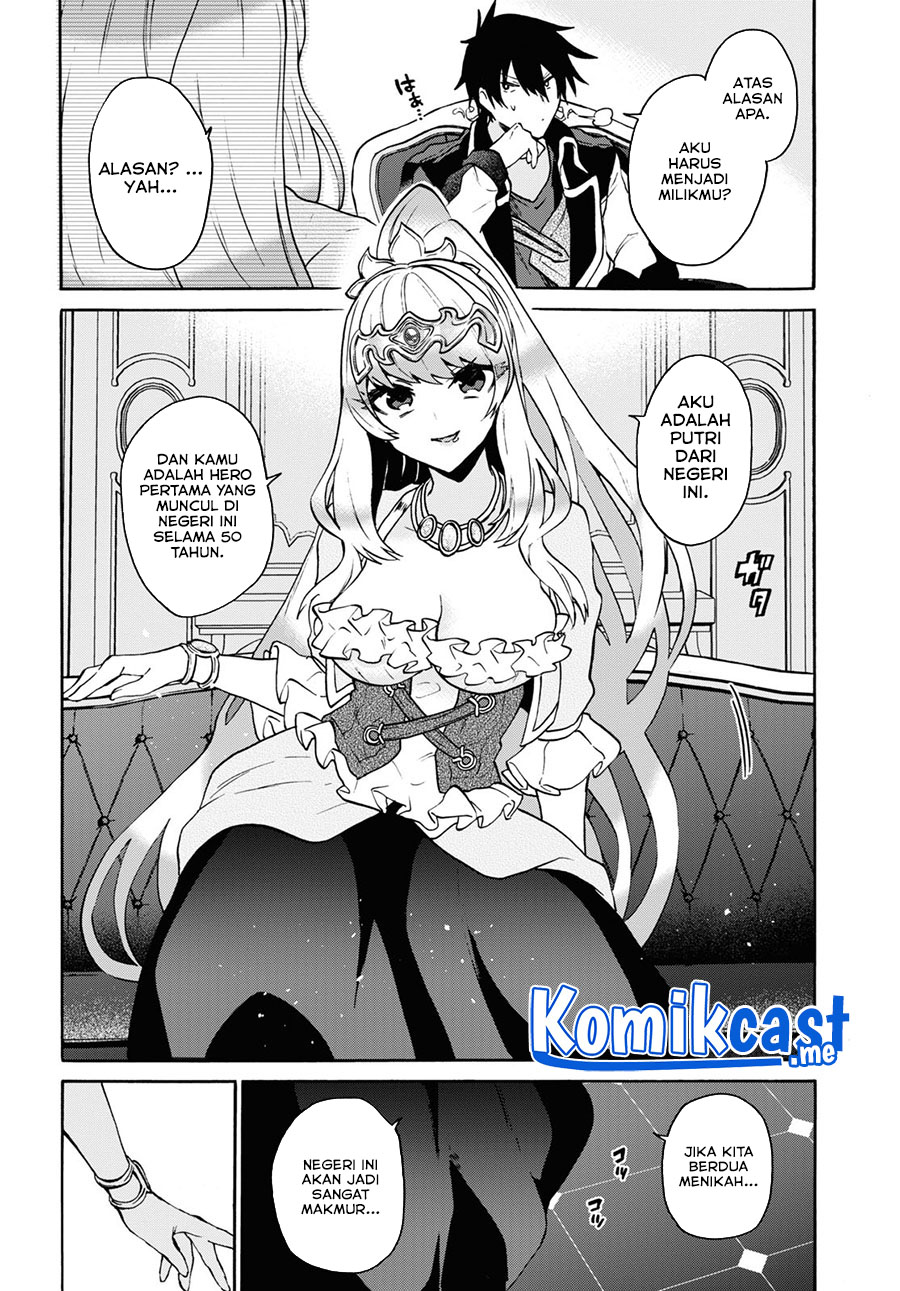 ATAS
ALASAN
APA.
AKU
HARUS
MENJADI
MILIKMU?
はぁ…
ALASAN? ...
YAH...
AKU
ADALAH
PUTRI
DARI
NEGERI
INI.
DAN KAMU
ADALAH HERO
PERTAMA YANG
MUNCUL DI
NEGERI INI
SELAMA 50
TAHUN.
ガタ
JIKA KITA
BERDUA
MENIKAH...
コツ
コツ
NEGERI INI
AKAN JADI
SANGAT
MAKMUR...
Komikcast
.me